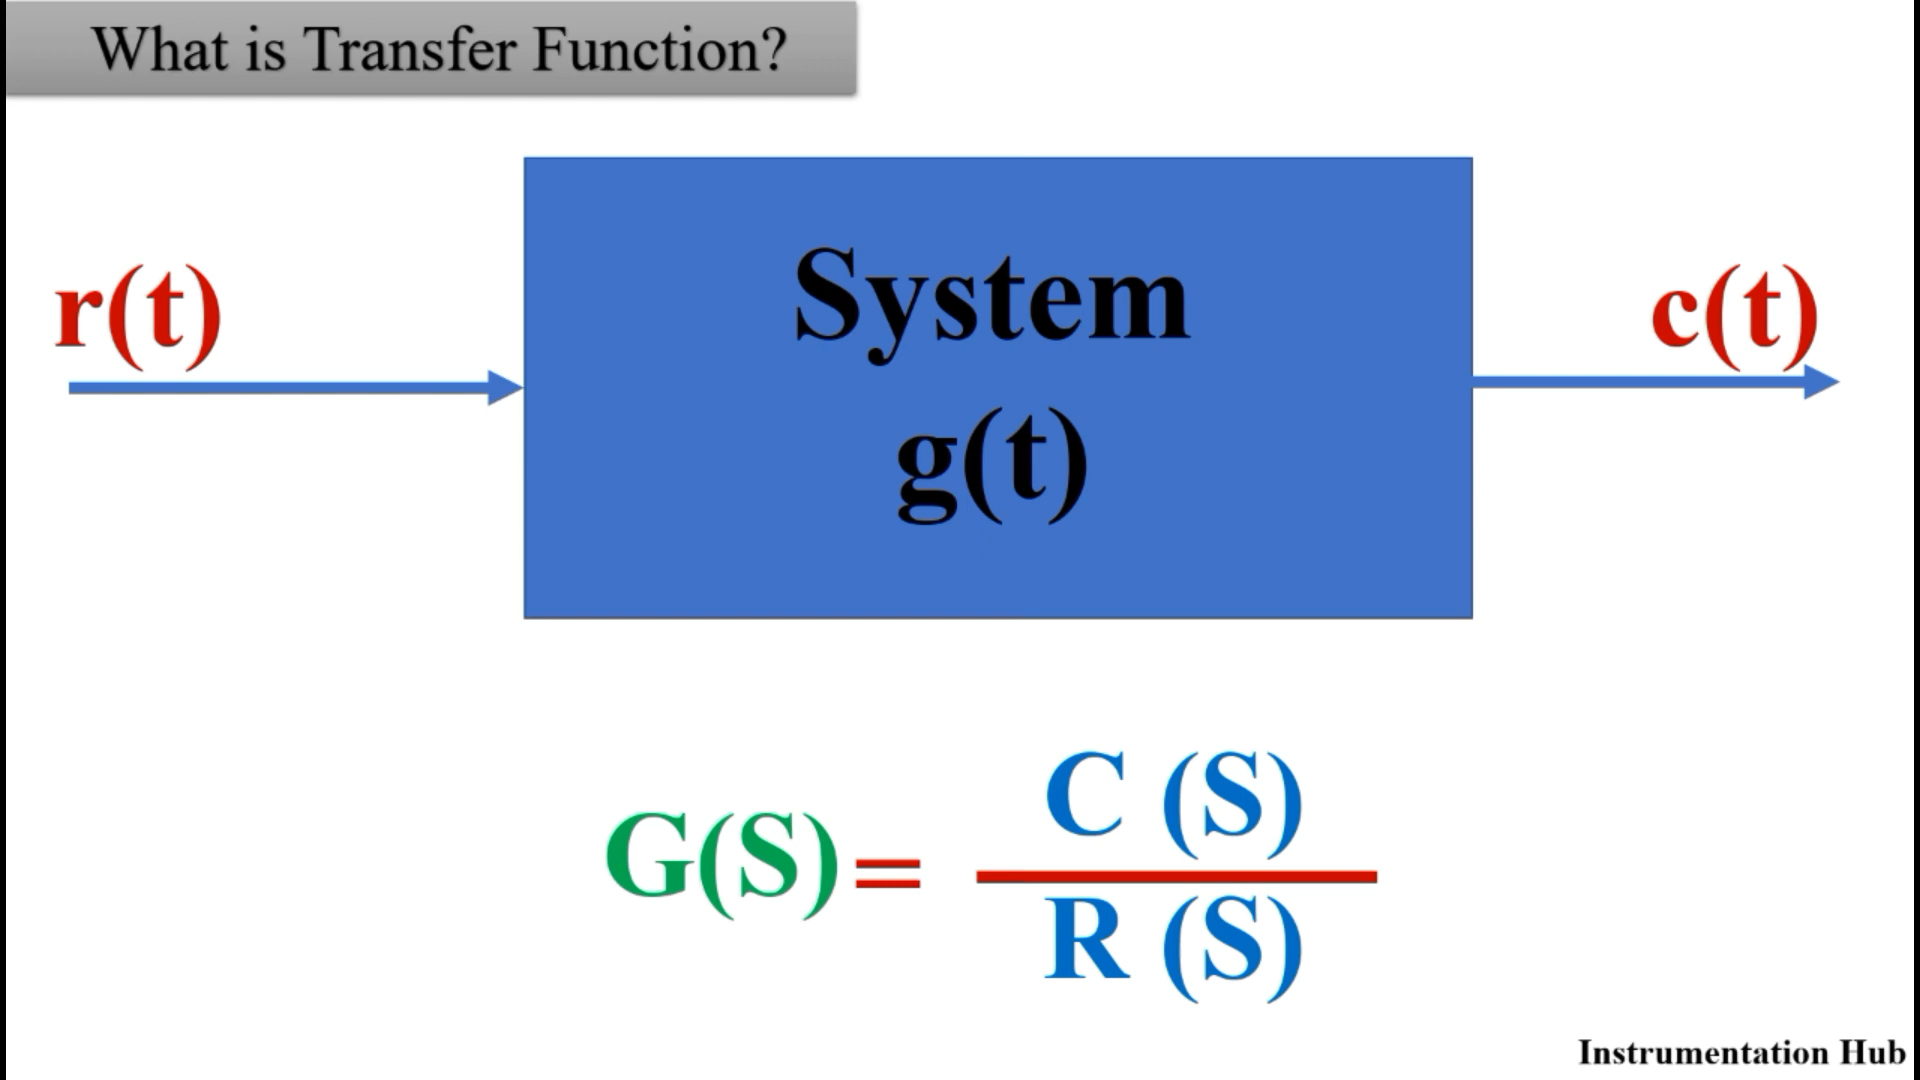 What is Transfer Function?
r(t)
System
g(t)
c(t)
G(S)=
C (S)
R (S)
Instrumentation Hub